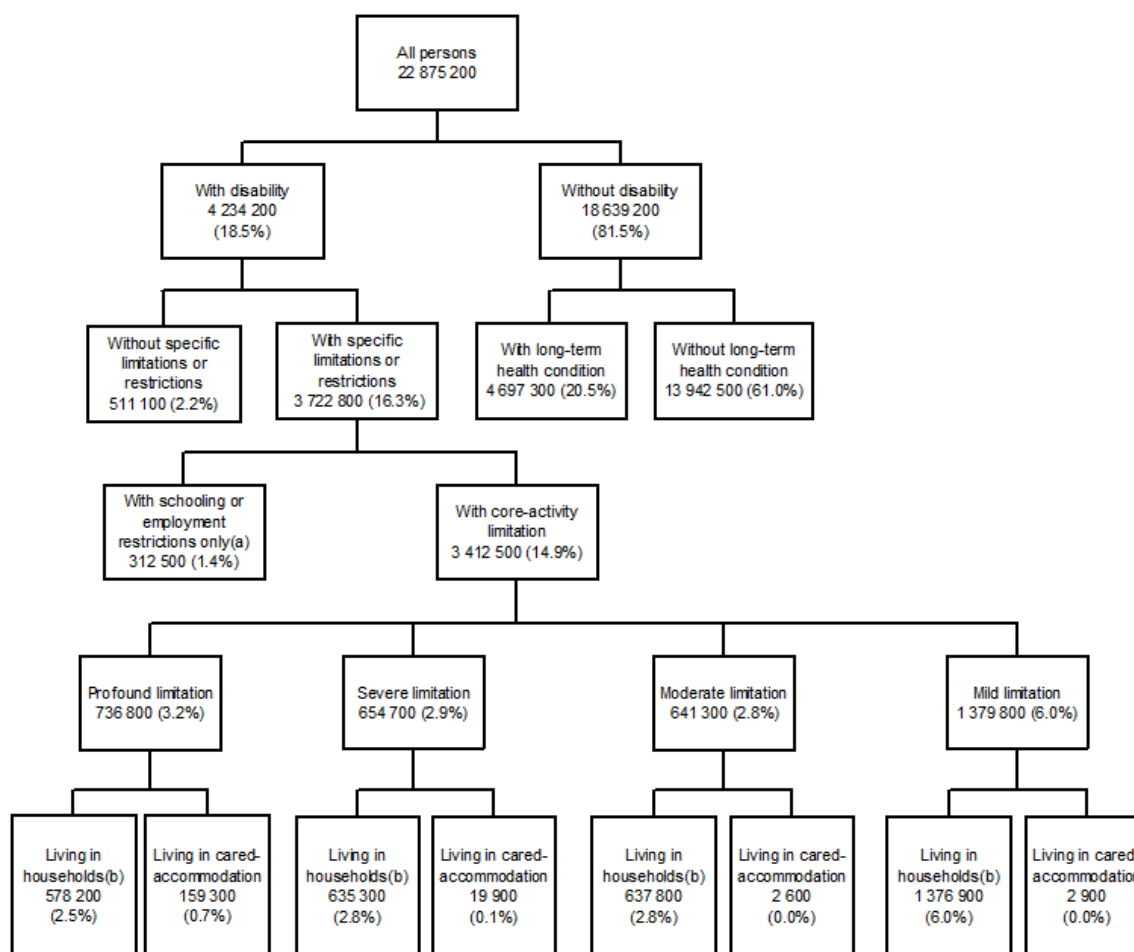 All persons
22 875 200
With disability
4 234 200
(18.5%)
Without disability
18 639 200
(81.5%)
Without specific
limitations or
restrictions
511 100 (2.2%)
With specific
limitations or
restrictions
3 722 800 (16.3%)
With long-term
health condition
4 697 300 (20.5%)
Without long-term
health condition
13 942 500 (61.0%)
With schooling or
employment
restrictions only(a)
312 500 (1.4%)
With core-activity
limitation
3 412 500 (14.9%)
Profound limitation
736 800 (3.2%)
Severe limitation
654 700 (2.9%)
Moderate limitation
641 300 (2.8%)
Mild limitation
1 379 800 (6.0%)
Living in
households(b)
578 200
(2.5%)
Living in cared-
accommodation
159 300
(0.7%)
Living in
households(b)
635 300
(2.8%)
Living in cared-
accommodation
19 900
(0.1%)
Living in
households(b)
637 800
(2.8%)
Living in cared-
accommodation
2 600
(0.0%)
Living in
households(b)
1 376 900
(6.0%)
Living in cared
accommodation
2 900
(0.0%)